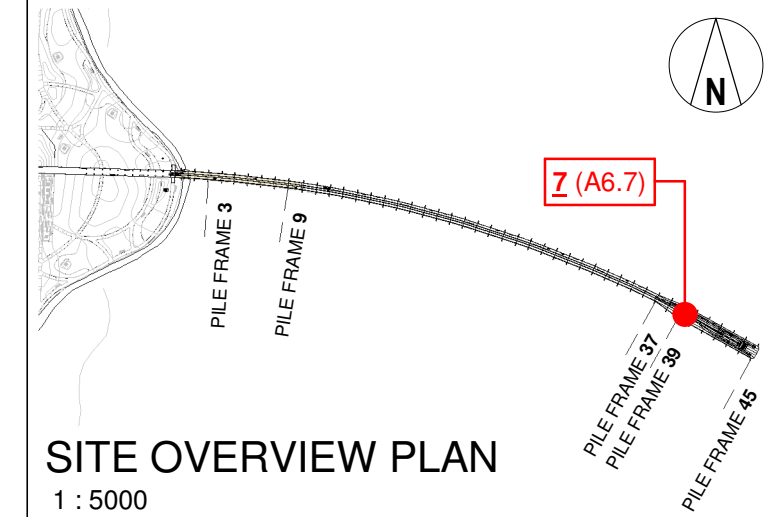 N
7 (A6.7)
PILE FRAME 3
PILE FRAME 9
PILE FRAME 37
PILE FRAME 39
PILE FRAME 45
SITE OVERVIEW PLAN
1 : 5000